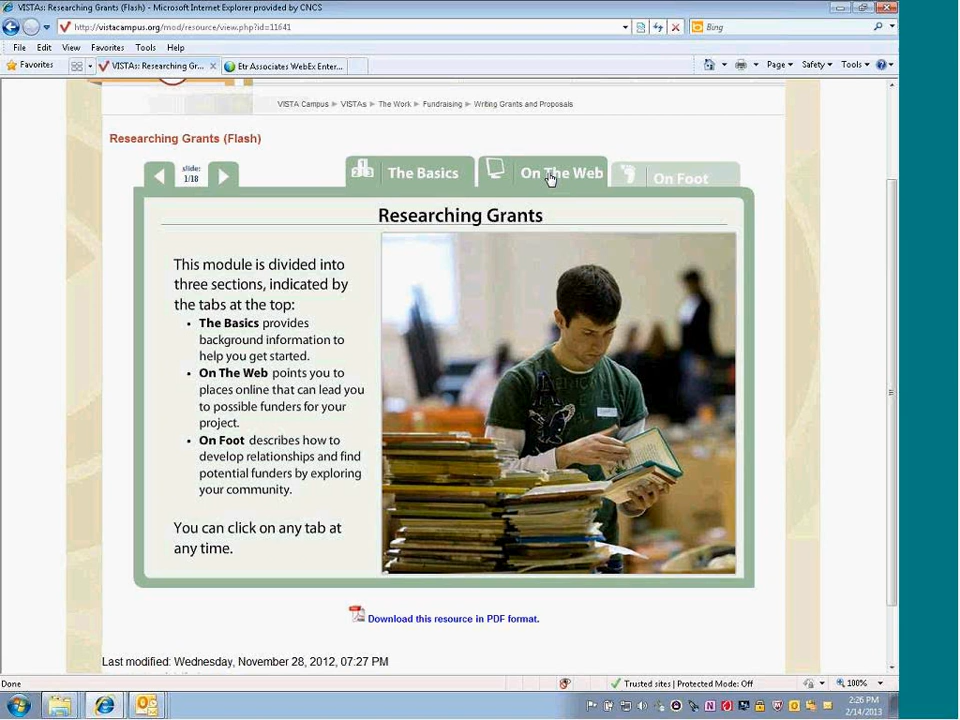 VISTAs: Researching Grants (Flash) - Microsoft Internet Explorer provided by CNCS
http://vistacampus.org/mod/resource/view.php?id=11641
Bing
File Edit View Favorites Tools Help
Favorites
VISTAs: Researching Gr...
Etr Associates WebEx Enter...
Page Safety Tools
VISTA Campus ► VISTAs ► The Work ► Fundraising ► Writing Grants and Proposals
Researching Grants (Flash)
slide:
1/18
The Basics
On The Web
On Foot
Researching Grants
This module is divided into
three sections, indicated by
the tabs at the top:
• The Basics provides
background information to
help you get started.
• On The Web points you to
places online that can lead you
to possible funders for your
project.
• On Foot describes how to
develop relationships and find
potential funders by exploring
your community.
You can click on any tab at
any time.
Download this resource in PDF format.
Last modified: Wednesday, November 28, 2012, 07:27 PM
Done
Trusted sites | Protected Mode: Off
100%
2:26 PM
2/14/2013